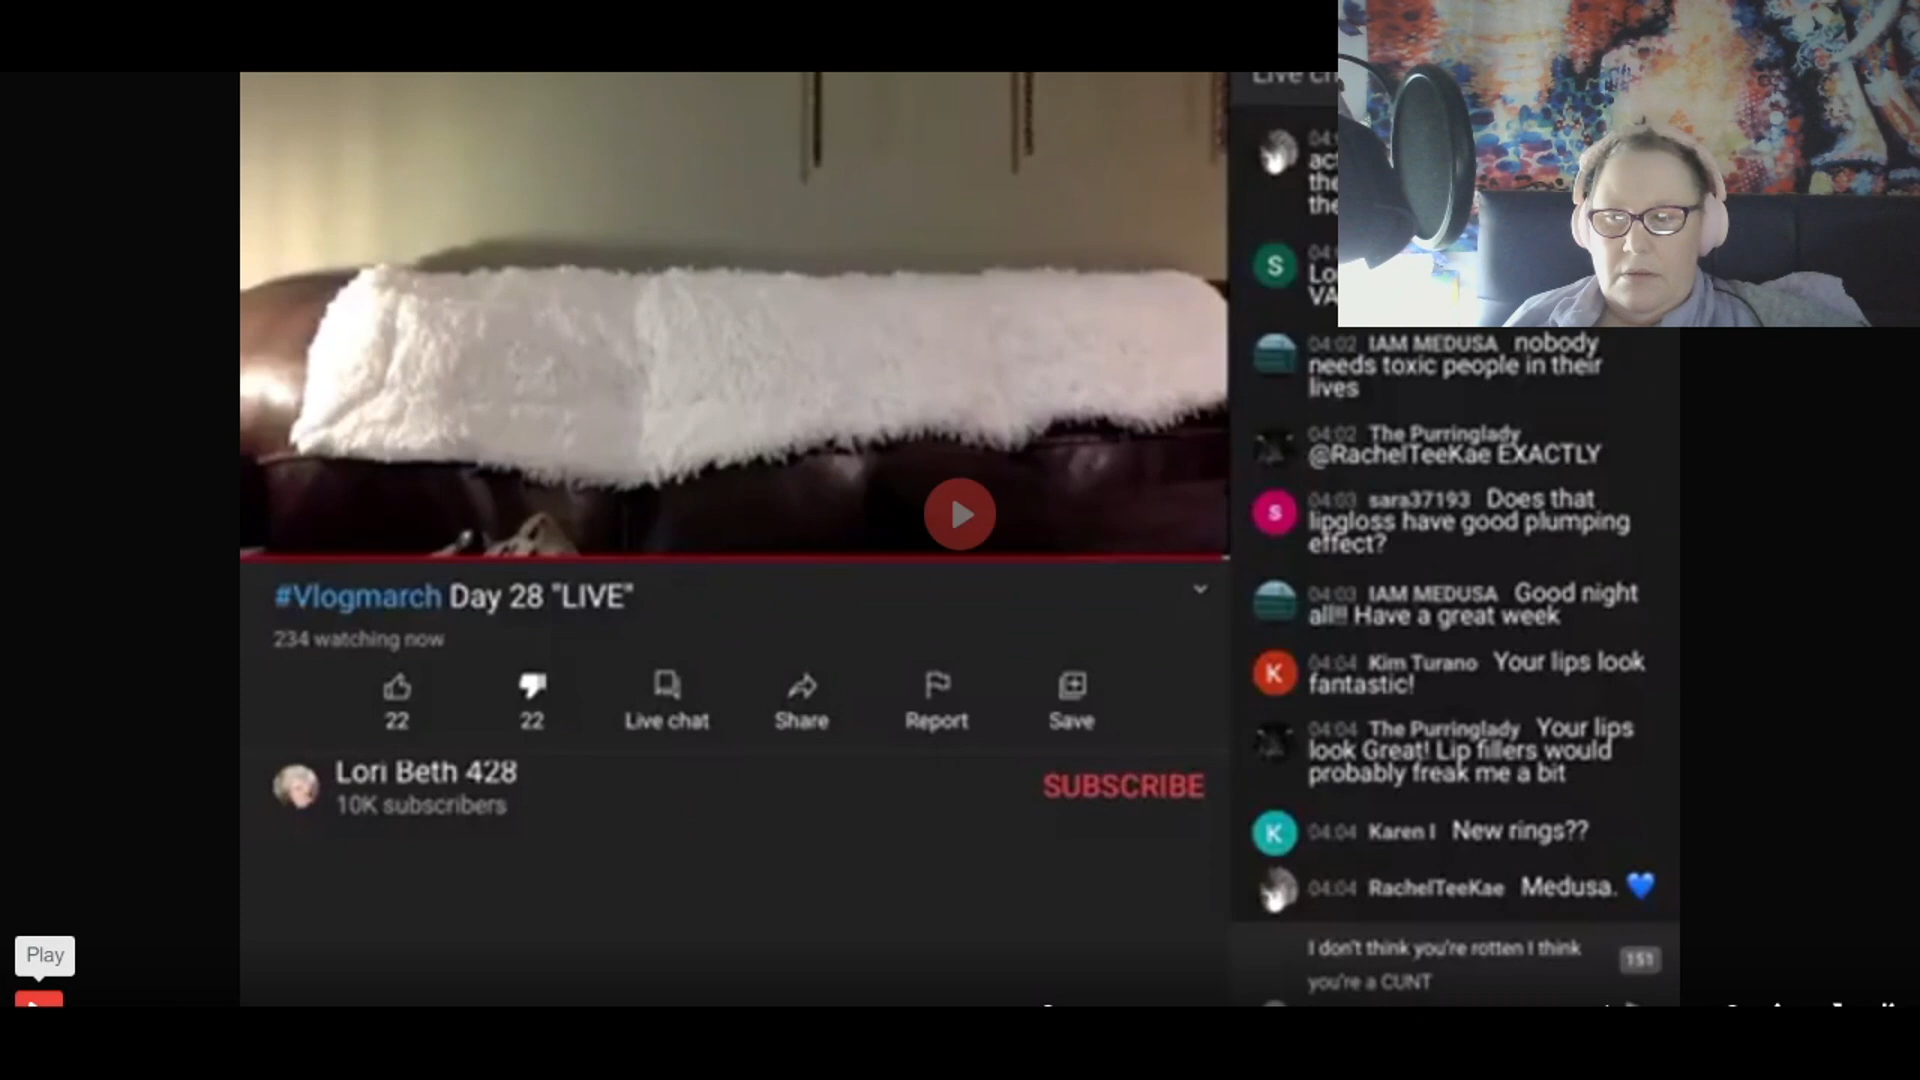 #Vlogmarch Day 28 "LIVE"
234 watching now
22
22
Live chat
Share
Report
Save
Lori Beth 428
10K subscribers
SUBSCRIBE
Play
Live
04:02 IAM MEDUSA nobody
needs toxic people in their
lives
04:02 The Purringlady
@RachelTeeKae EXACTLY
04:03 sara37193 Does that
lipgloss have good plumping
effect?
04:03 IAM MEDUSA Good night
all!!! Have a great week
04:04 Kim Turano Your lips look
fantastic!
04:04 The Purringlady Your lips
look Great! Lip fillers would
probably freak me a bit
04:04 Karen I New rings??
04:04 RachelTeeKae Medusa. 💙
I don't think you're rotten I think
you're a CUNT
151